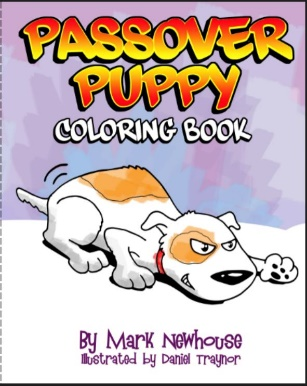 PASSOVER
PUPPY
COLORING BOOK
By Mark Newhouse
Illustrated by Daniel Traynor